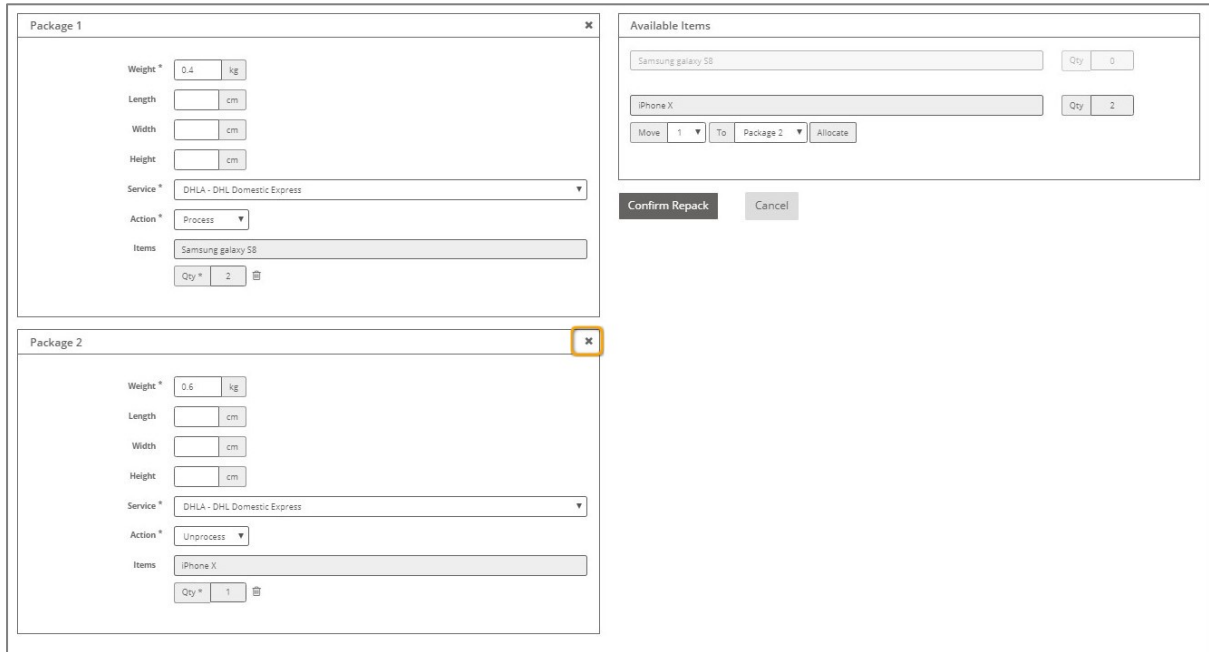 Package 1
Weight * 0.4 kg
Length cm
Width cm
Height cm
Service * DHLA - DHL Domestic Express
Action * Process
Items Samsung galaxy S8
Qty * 2
Package 2
Weight * 0.6 kg
Length cm
Width cm
Height cm
Service * DHLA - DHL Domestic Express
Action * Unprocess
Items iPhone X
Qty * 1
Available Items
Samsung galaxy S8 Qty 0
iPhone X Qty 2
Move 1 To Package 2 Allocate
Confirm Repack Cancel